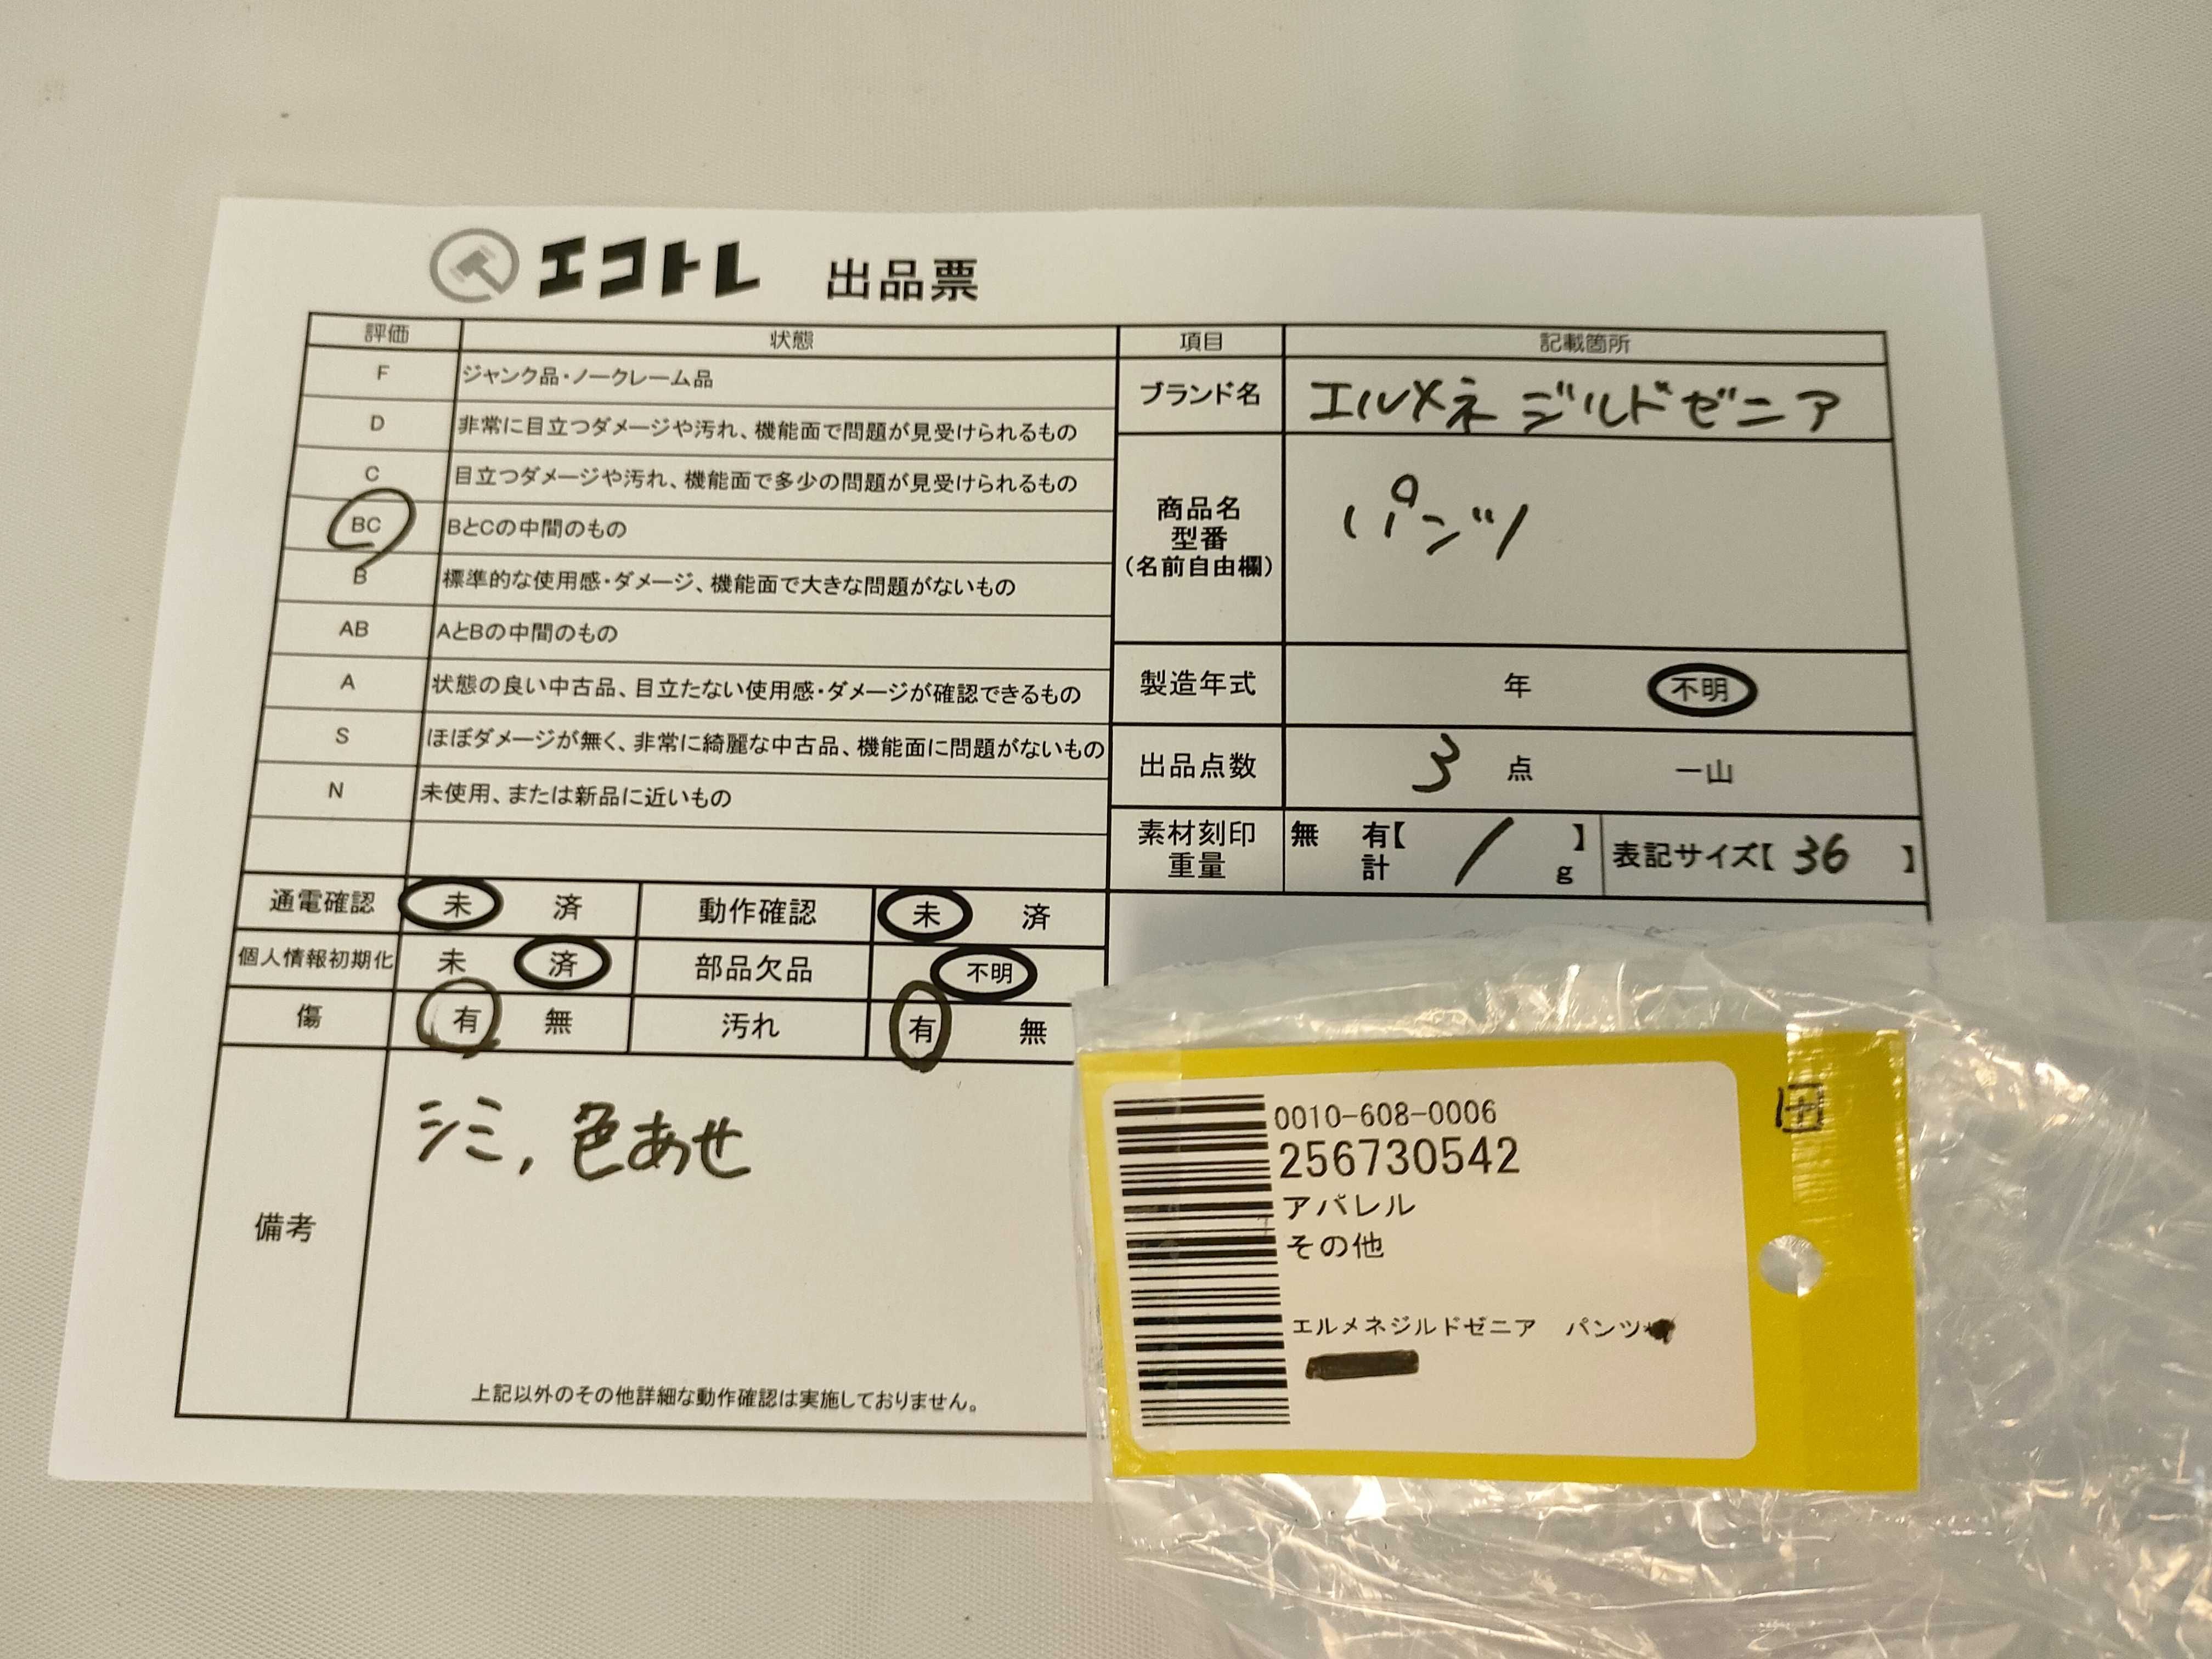 エコトレ 出品票
評価 状態 項目 記載箇所
F ジャンク品・ノークレーム品
D 非常に目立つダメージや汚れ、機能面で問題が見受けられるもの
C 目立つダメージや汚れ、機能面で多少の問題が見受けられるもの
BC BとCの中間のもの
B 標準的な使用感・ダメージ、機能面で大きな問題がないもの
AB AとBの中間のもの
A 状態の良い中古品、目立たない使用感・ダメージが確認できるもの
S ほぼダメージが無く、非常に綺麗な中古品、機能面に問題がないもの
N 未使用、または新品に近いもの
ブランド名 エルメネジルドゼニア
商品名
型番
(名前自由欄)
パンツ
製造年式 年 不明
出品点数 3 点 一山
素材刻印 無 有【 】
重量 計 / g
表記サイズ【 36 】
通電確認 未 済 動作確認 未 済
個人情報初期化 未 済 部品欠品 不明
傷 有 無 汚れ 有 無
備考
シミ, 色あせ
上記以外のその他詳細な動作確認は実施しておりません。
0010-608-0006
256730542
アパレル
その他
エルメネジルドゼニア パンツ